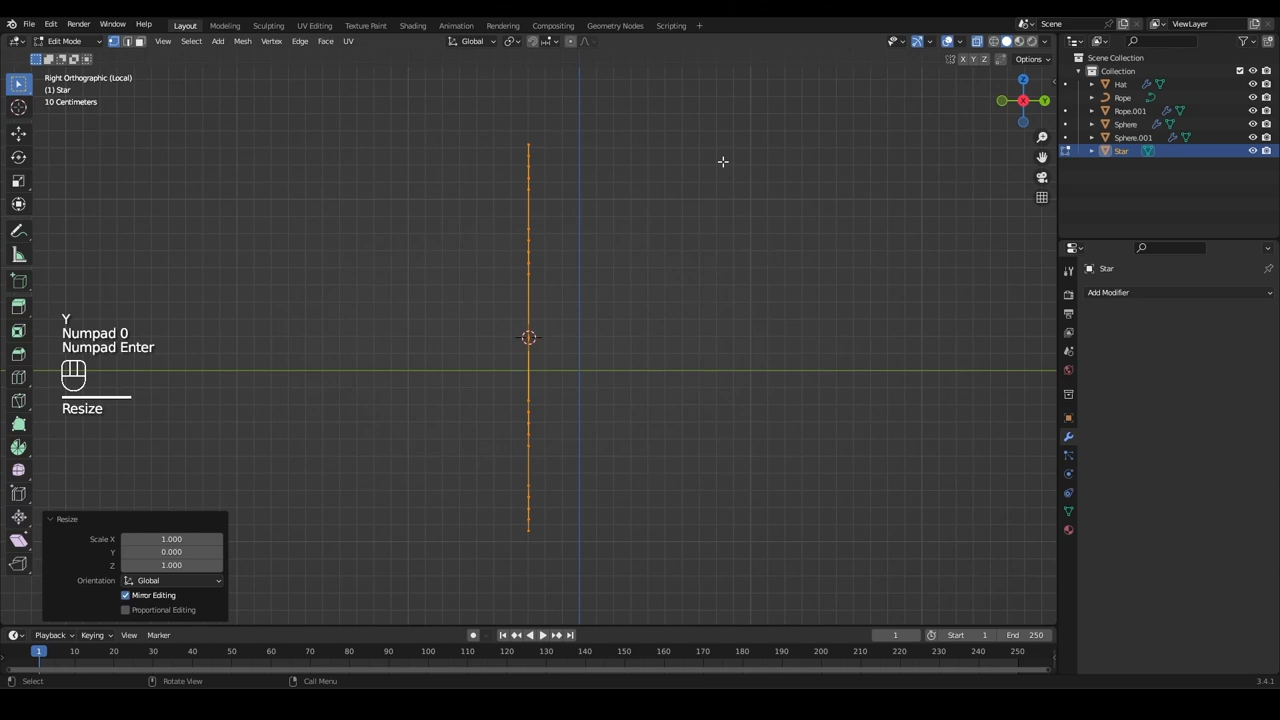 File Edit Render Window Help Layout Modeling Sculpting UV Editing Texture Paint Shading Animation Rendering Compositing Geometry Nodes Scripting + Scene ViewLayer
Edit Mode View Select Add Mesh Vertex Edge Face UV Global
X Y Z Options
Right Orthographic (Local)
(1) Star
10 Centimeters
Z
X Y
Scene Collection
Collection
Hat
Rope
Rope.001
Sphere
Sphere.001
Star
Star
Add Modifier
Y
Numpad 0
Numpad Enter
Resize
Resize
Scale X 1.000
Y 0.000
Z 1.000
Orientation Global
Mirror Editing
Proportional Editing
Playback Keying View Marker 1 Start 1 End 250
1 10 20 30 40 50 60 70 80 90 100 110 120 130 140 150 160 170 180 190 200 210 220 230 240 250
Select Rotate View Call Menu 3.4.1